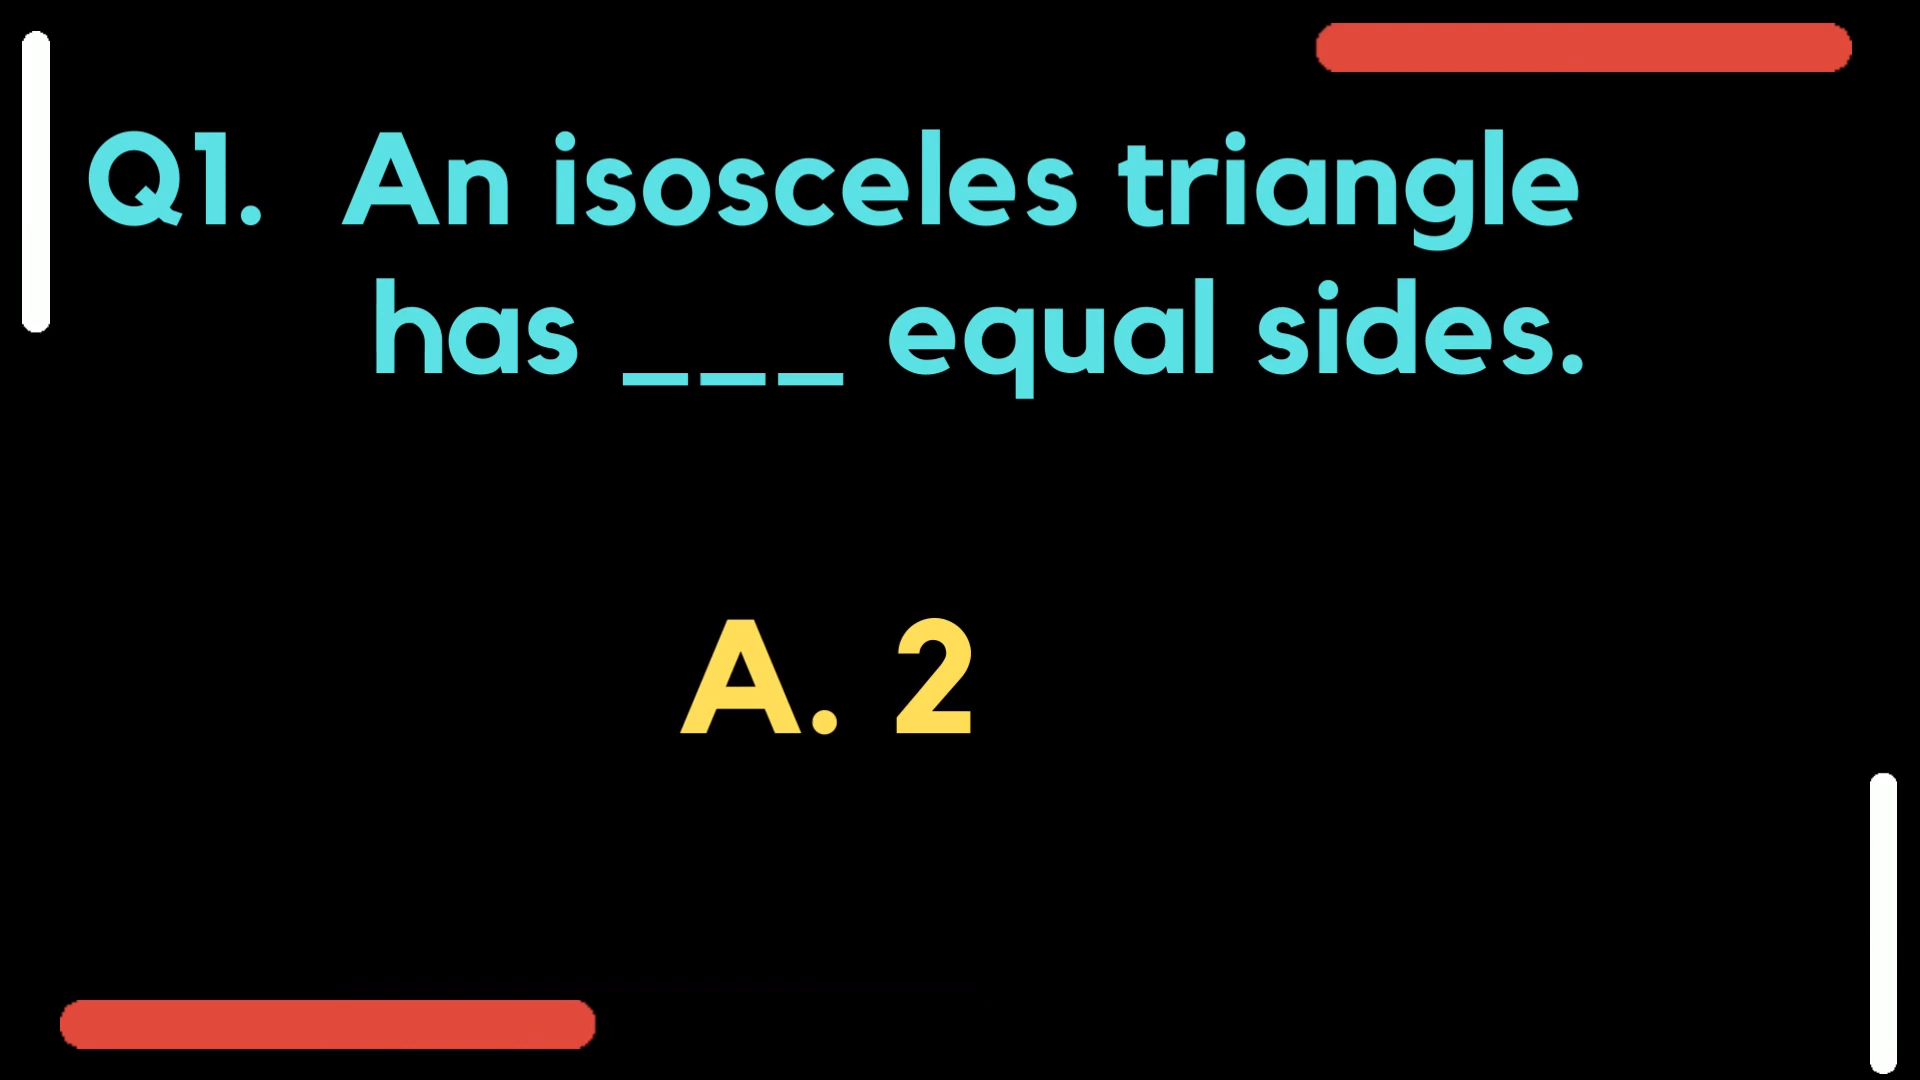 Q1. An isosceles triangle
has ___ equal sides.
A. 2